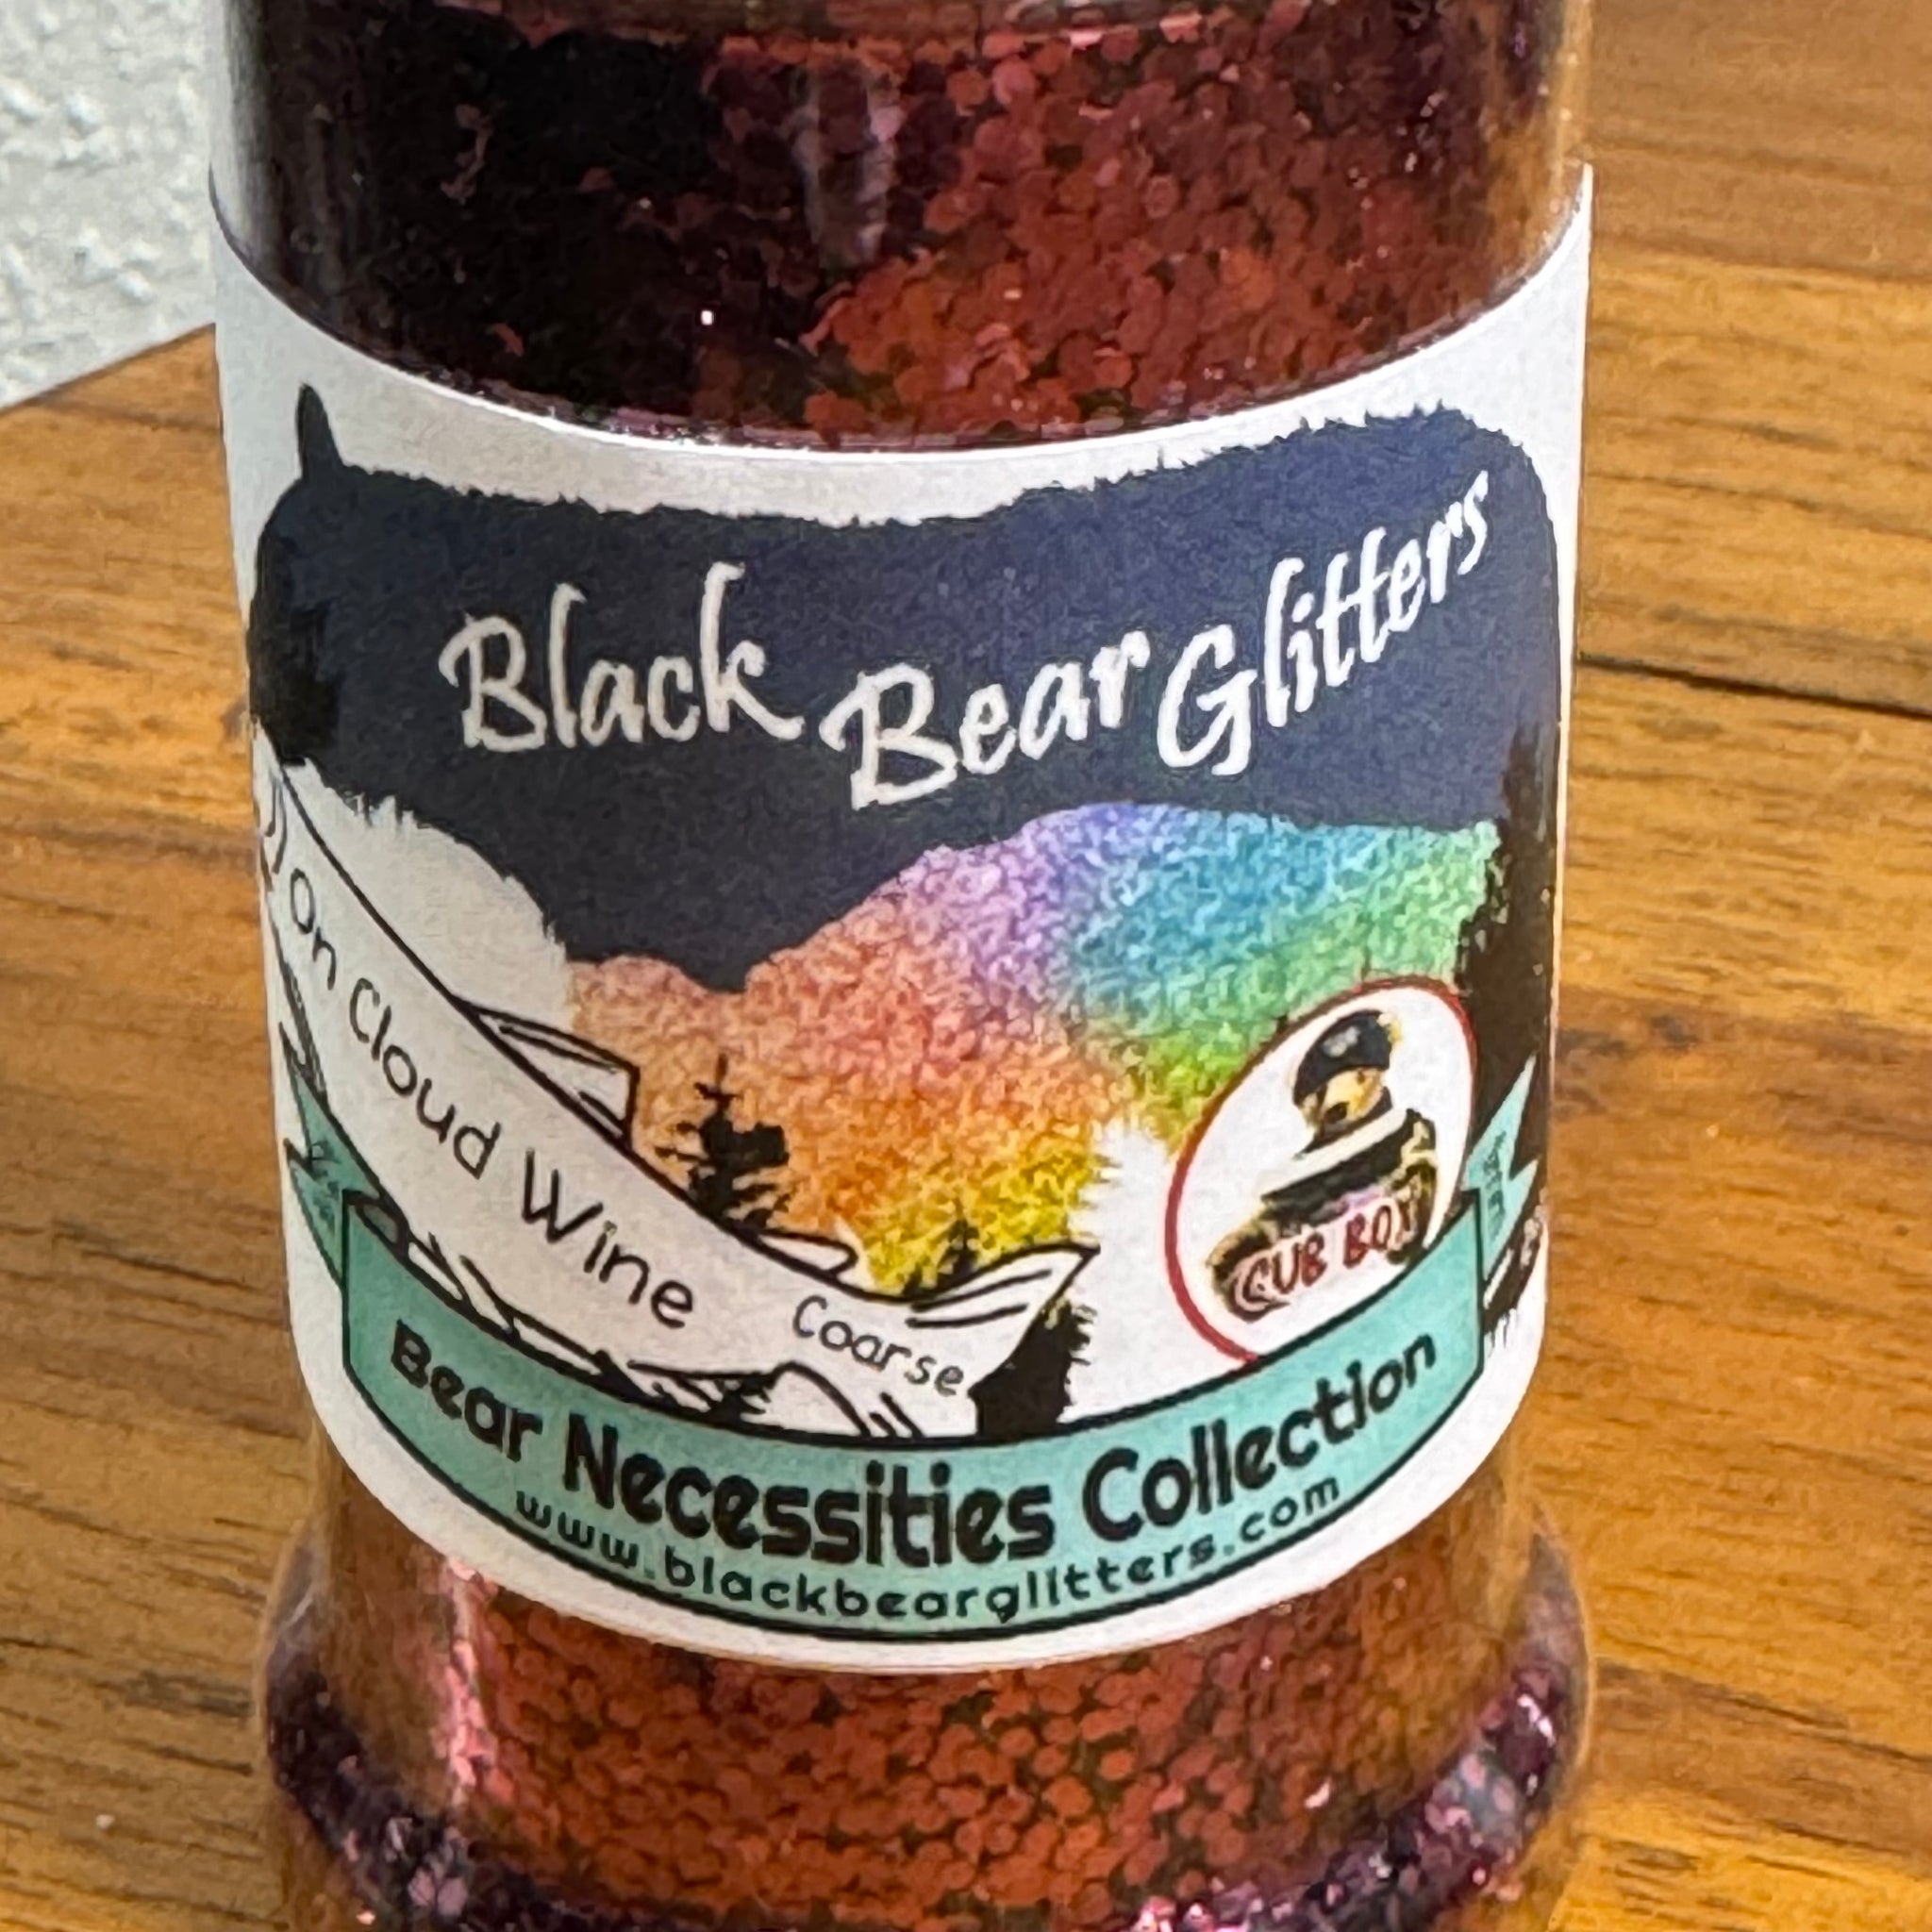 Black Bear Glitters
On Cloud Wine
Coarse
CUB BOX
Bear Necessities Collection
www.blackbearglitters.com